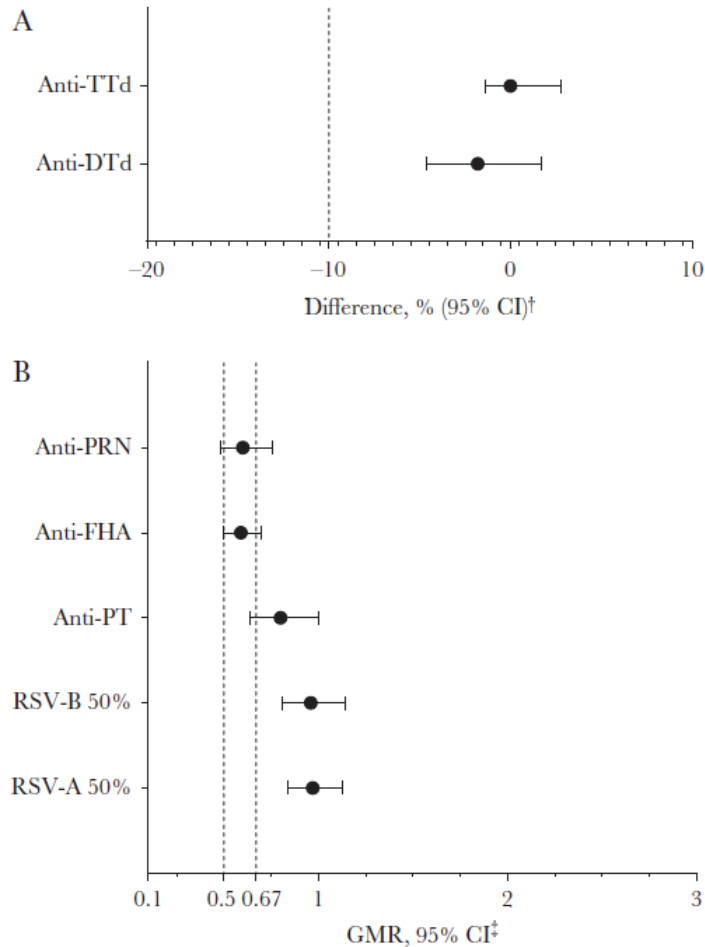 A
Anti-TTd
Anti-DTd
–20 –10 0 10
Difference, % (95% CI)†
B
Anti-PRN
Anti-FHA
Anti-PT
RSV-B 50%
RSV-A 50%
0.1 0.5 0.67 1 2 3
GMR, 95% CI‡